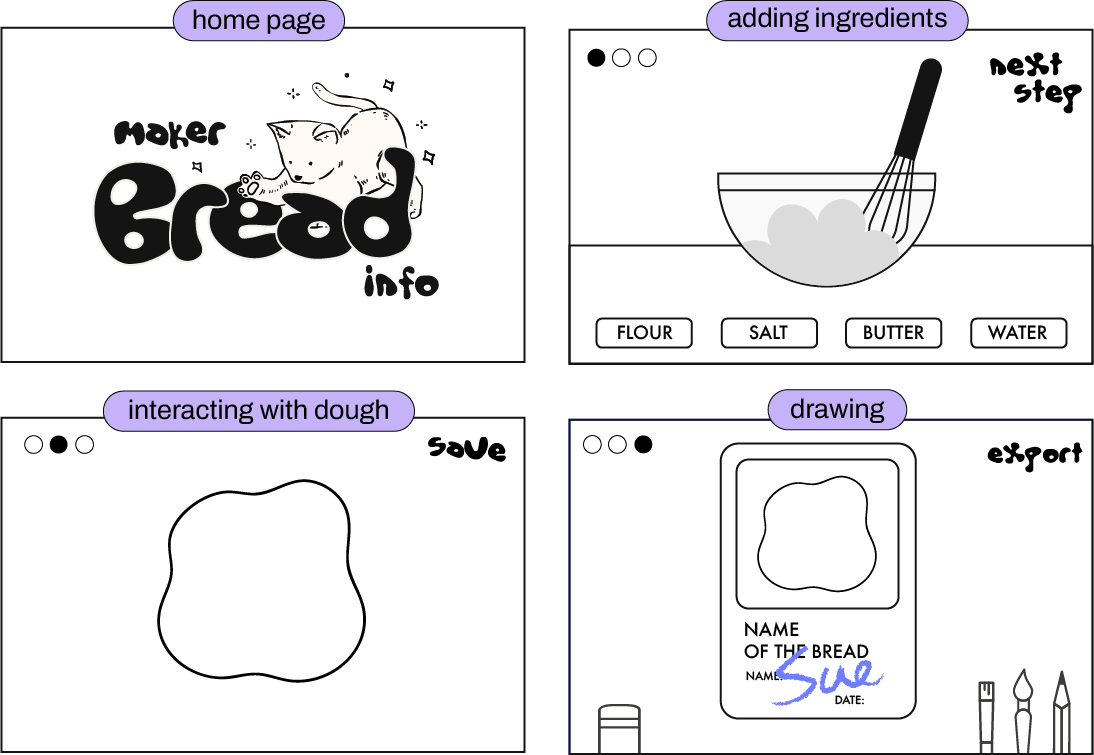 home page
maker
Bread
info
adding ingredients
next
step
FLOUR
SALT
BUTTER
WATER
interacting with dough
save
drawing
export
NAME
OF THE BREAD
NAME:
Sue
DATE: